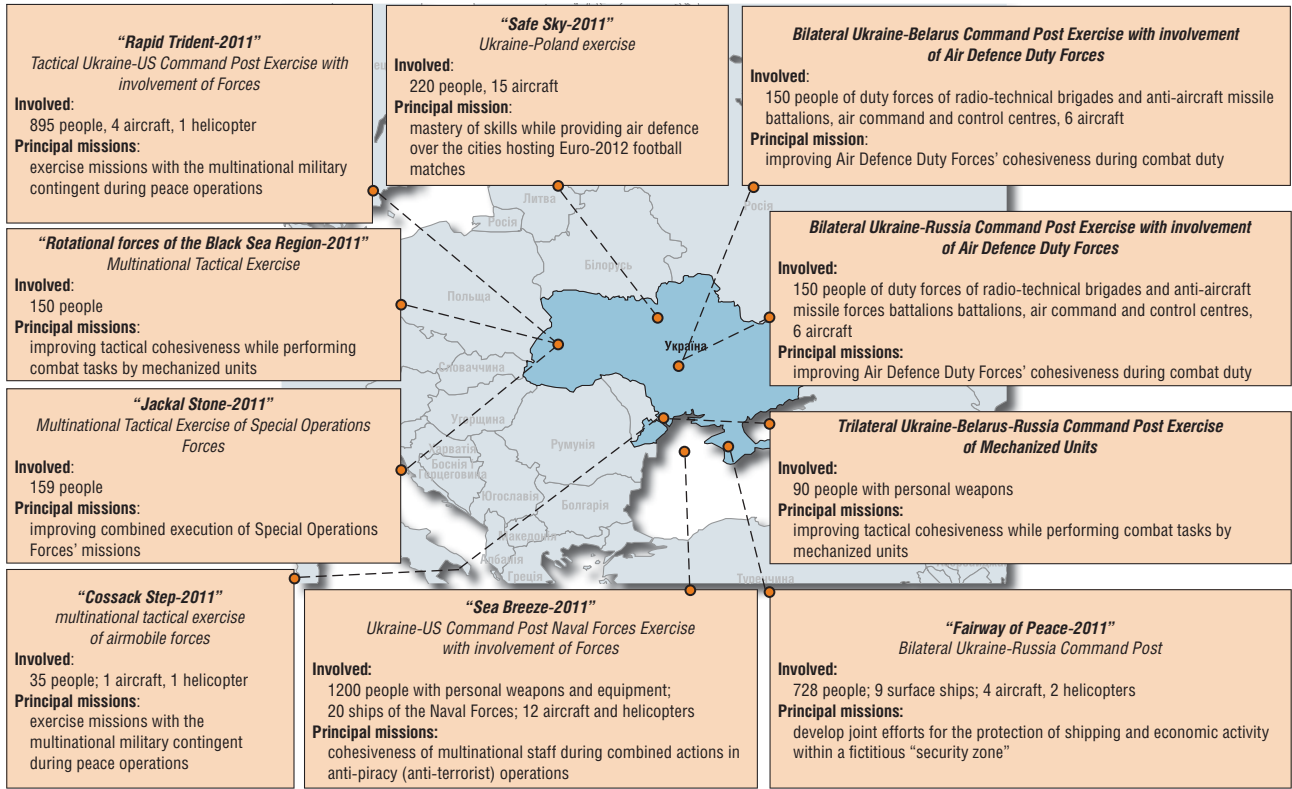 “Rapid Trident-2011”
Tactical Ukraine-US Command Post Exercise with
involvement of Forces
Involved:
895 people, 4 aircraft, 1 helicopter
Principal missions:
exercise missions with the multinational military
contingent during peace operations
“Safe Sky-2011”
Ukraine-Poland exercise
Involved:
220 people, 15 aircraft
Principal mission:
mastery of skills while providing air defence
over the cities hosting Euro-2012 football
matches
Bilateral Ukraine-Belarus Command Post Exercise with involvement
of Air Defence Duty Forces
Involved:
150 people of duty forces of radio-technical brigades and anti-aircraft missile
battalions, air command and control centres, 6 aircraft
Principal mission:
improving Air Defence Duty Forces’ cohesiveness during combat duty
“Rotational forces of the Black Sea Region-2011”
Multinational Tactical Exercise
Involved:
150 people
Principal missions:
improving tactical cohesiveness while performing
combat tasks by mechanized units
Bilateral Ukraine-Russia Command Post Exercise with involvement
of Air Defence Duty Forces
Involved:
150 people of duty forces of radio-technical brigades and anti-aircraft
missile forces battalions battalions, air command and control centres,
6 aircraft
Principal missions:
improving Air Defence Duty Forces’ cohesiveness during combat duty
“Jackal Stone-2011”
Multinational Tactical Exercise of Special Operations
Forces
Involved:
159 people
Principal missions:
improving combined execution of Special Operations
Forces’ missions
Trilateral Ukraine-Belarus-Russia Command Post Exercise
of Mechanized Units
Involved:
90 people with personal weapons
Principal missions:
improving tactical cohesiveness while performing combat tasks by
mechanized units
“Cossack Step-2011”
multinational tactical exercise
of airmobile forces
Involved:
35 people; 1 aircraft, 1 helicopter
Principal missions:
exercise missions with the
multinational military contingent
during peace operations
“Sea Breeze-2011”
Ukraine-US Command Post Naval Forces Exercise
with involvement of Forces
Involved:
1200 people with personal weapons and equipment;
20 ships of the Naval Forces; 12 aircraft and helicopters
Principal missions:
cohesiveness of multinational staff during combined actions in
anti-piracy (anti-terrorist) operations
“Fairway of Peace-2011”
Bilateral Ukraine-Russia Command Post
Involved:
728 people; 9 surface ships; 4 aircraft, 2 helicopters
Principal missions:
develop joint efforts for the protection of shipping and economic activity
within a fictitious “security zone”
Литва
Росія
Росія
Білорусь
Польща
Україна
Словаччина
Угорщина
Румунія
Хорватія
Боснія і
Герцеговина
Югославія
Болгарія
Македонія
Албанія
Греція
Туреччина